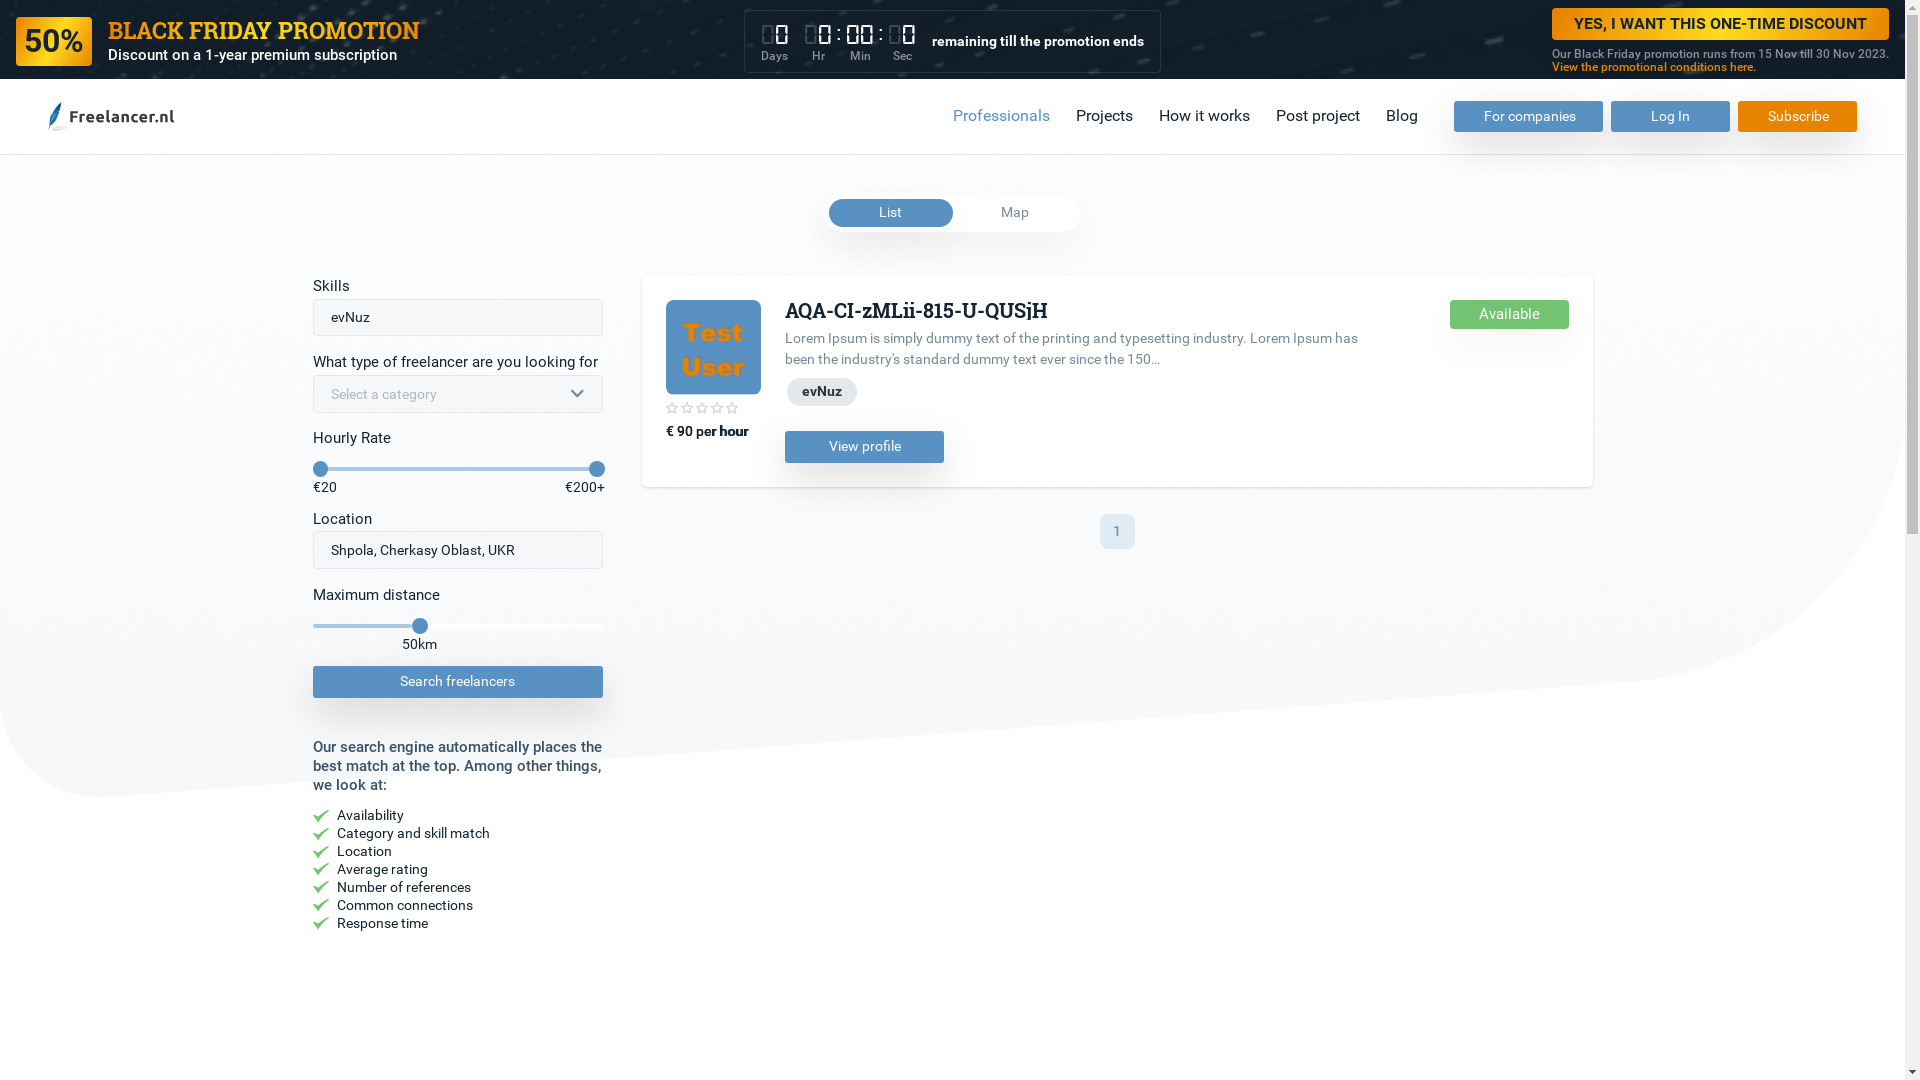 50%
BLACK FRIDAY PROMOTION
Discount on a 1-year premium subscription
0 0 : 00 : 0
Days Hr Min Sec
remaining till the promotion ends
YES, I WANT THIS ONE-TIME DISCOUNT
Our Black Friday promotion runs from 15 Nov till 30 Nov 2023.
View the promotional conditions here.
Freelancer.nl
Professionals Projects How it works Post project Blog For companies Log In Subscribe
List Map
Skills
evNuz
What type of freelancer are you looking for
Select a category
Hourly Rate
€20 €200+
Location
Shpola, Cherkasy Oblast, UKR
Maximum distance
50km
Search freelancers
Our search engine automatically places the
best match at the top. Among other things,
we look at:
Availability
Category and skill match
Location
Average rating
Number of references
Common connections
Response time
Test
User
€ 90 per hour
AQA-CI-zMLii-815-U-QUSjH
Lorem Ipsum is simply dummy text of the printing and typesetting industry. Lorem Ipsum has
been the industry's standard dummy text ever since the 150...
evNuz
View profile
Available
1